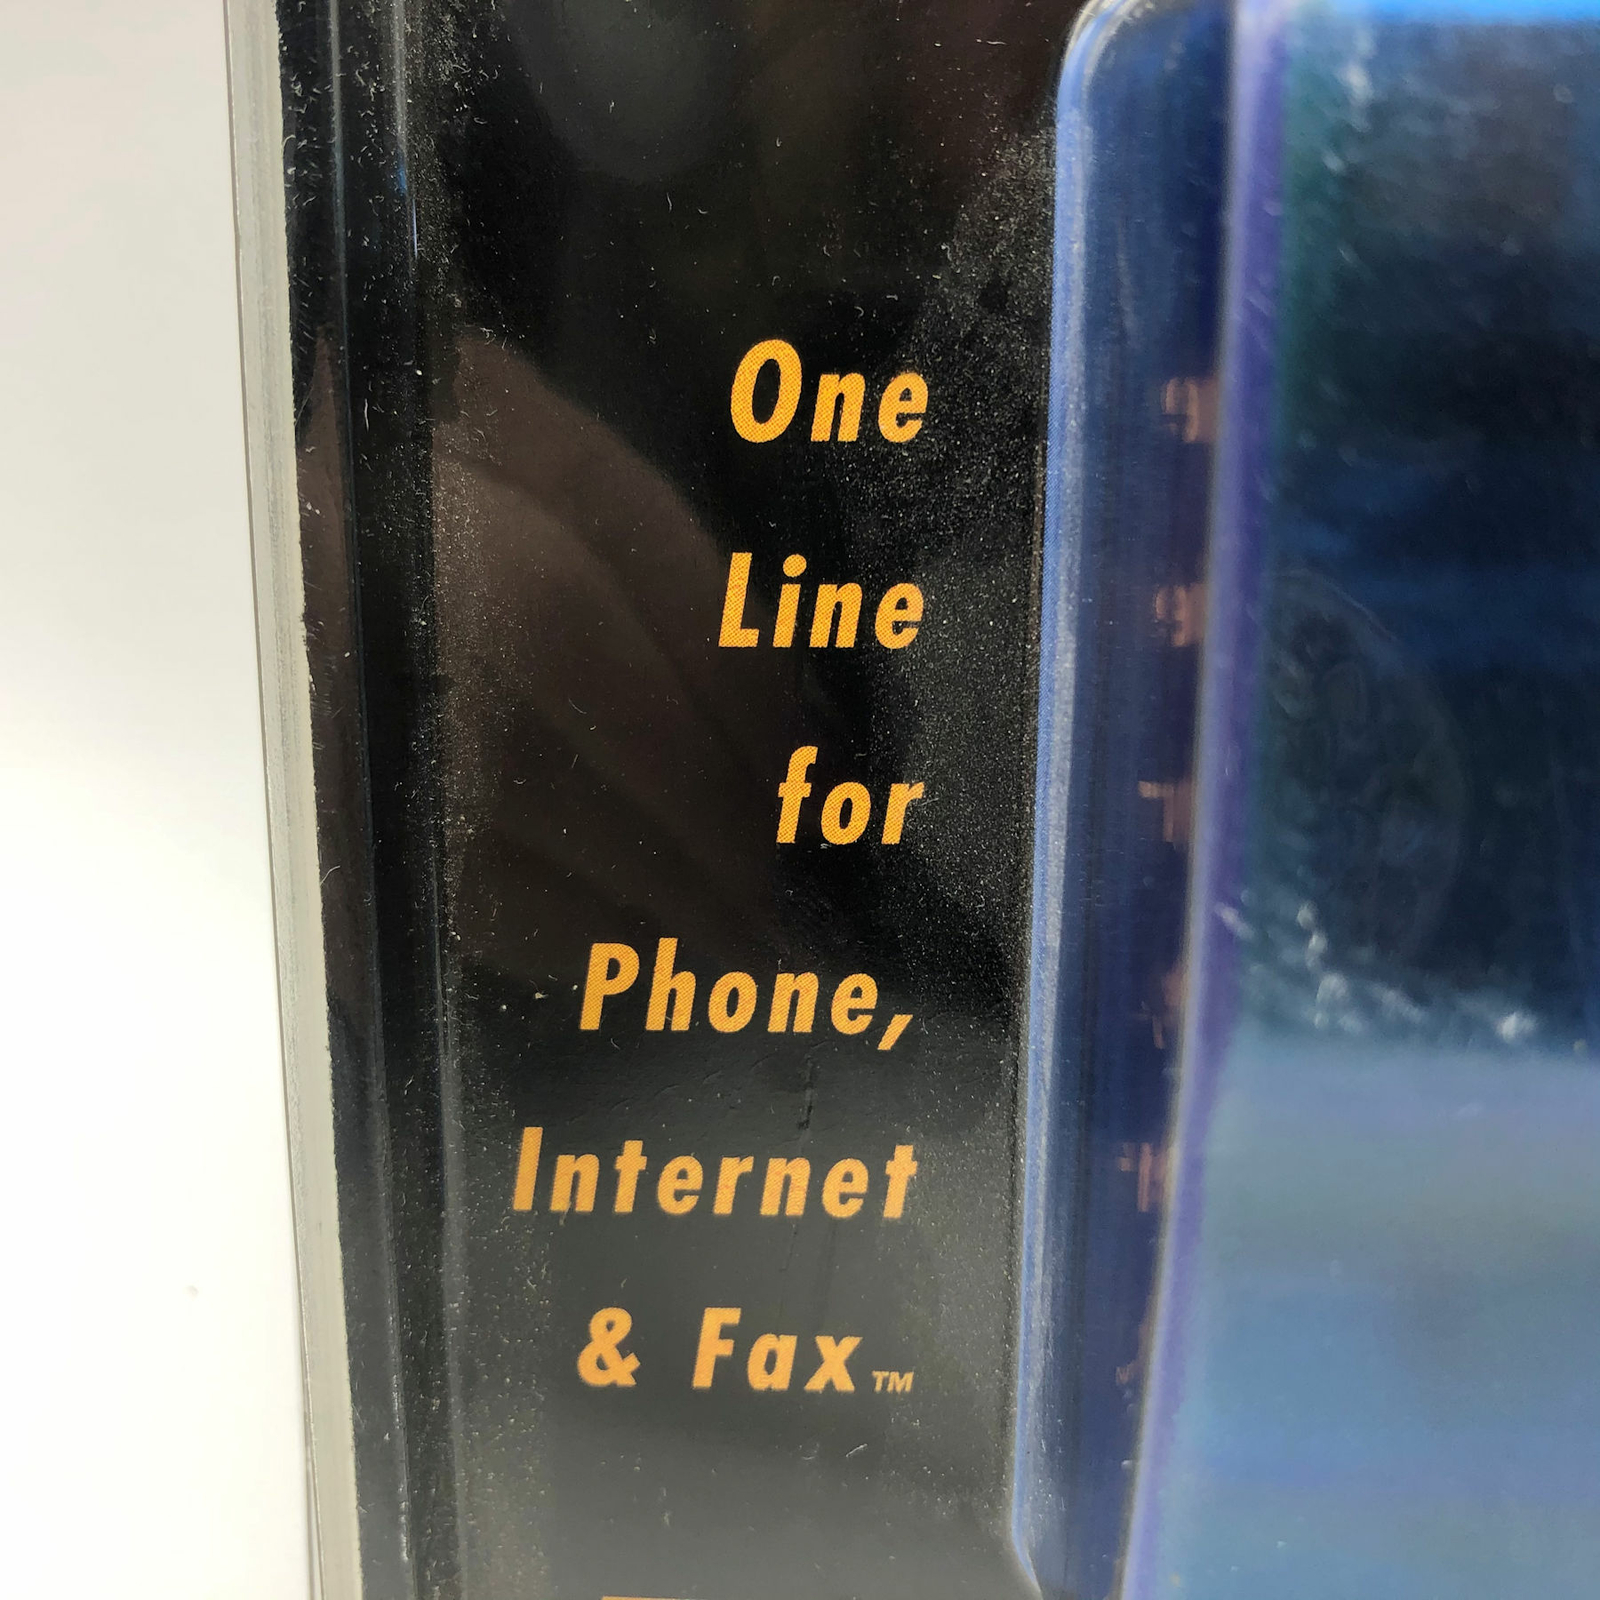 One
Line
for
Phone,
Internet
& Fax™